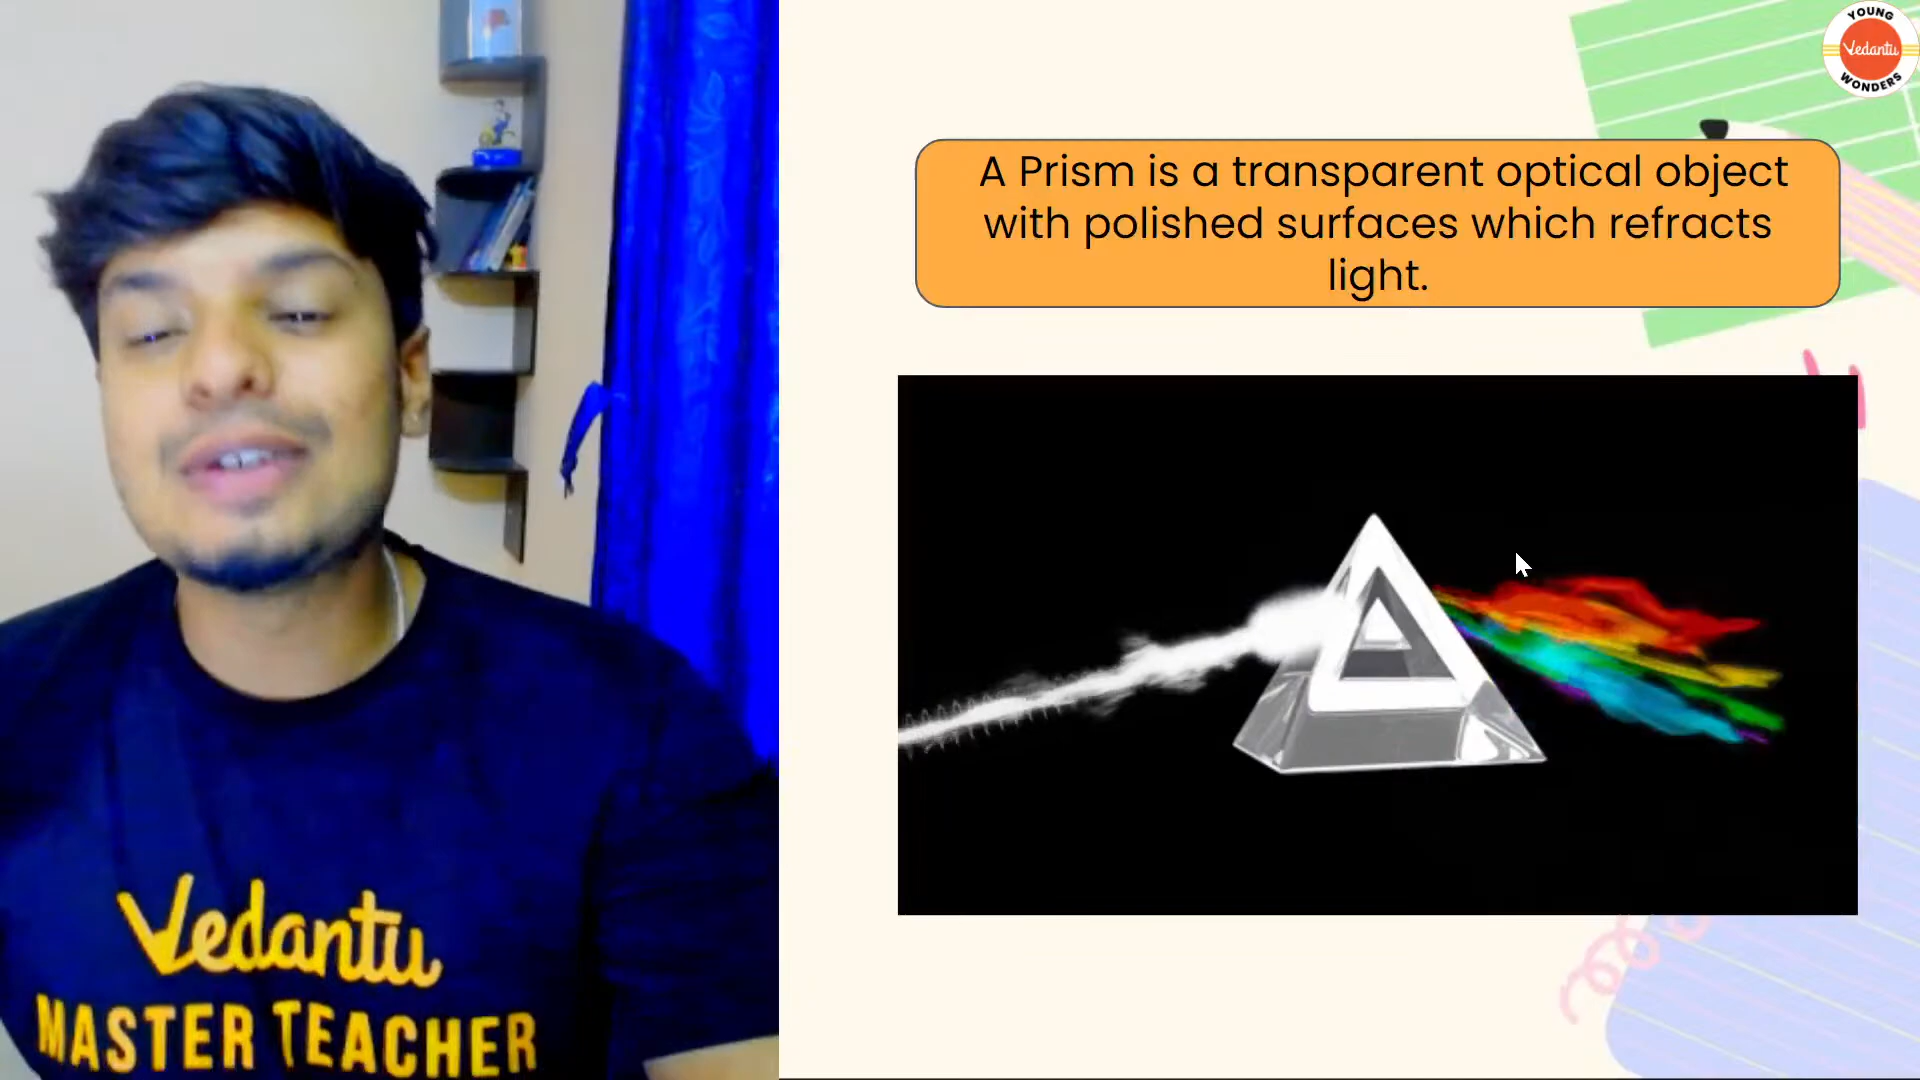 YOUNG
Vedantu
WONDERS
A Prism is a transparent optical object
with polished surfaces which refracts
light.
Vedantu
MASTER TEACHER